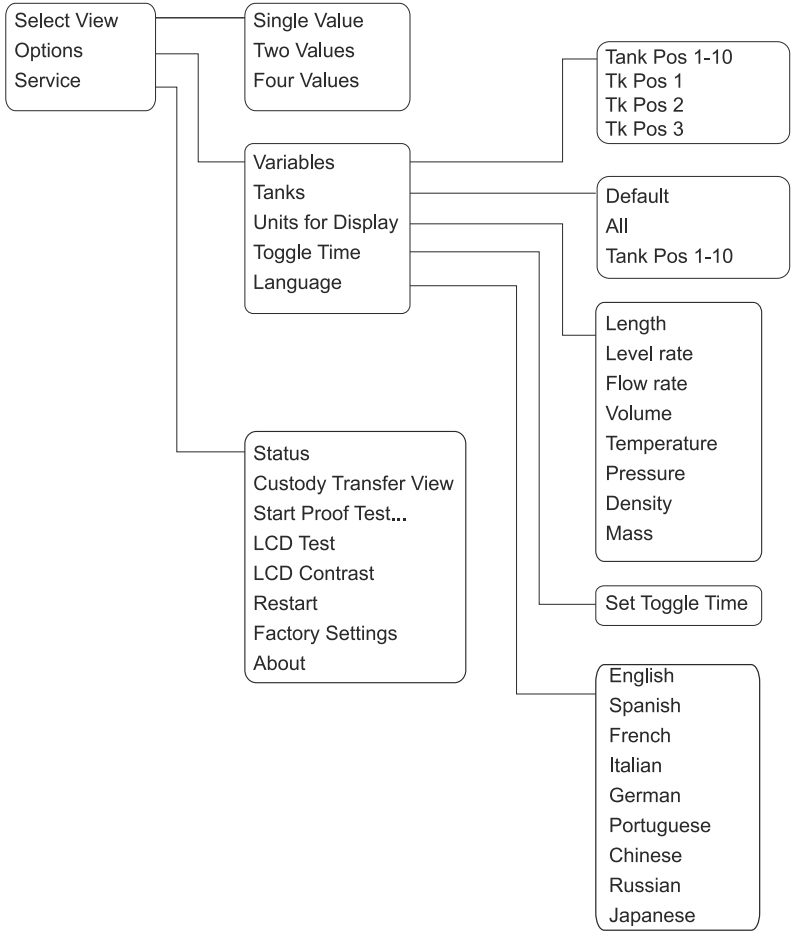 Select View
Options
Service
Single Value
Two Values
Four Values
Tank Pos 1-10
Tk Pos 1
Tk Pos 2
Tk Pos 3
Variables
Tanks
Units for Display
Toggle Time
Language
Default
All
Tank Pos 1-10
Length
Level rate
Flow rate
Volume
Temperature
Pressure
Density
Mass
Status
Custody Transfer View
Start Proof Test...
LCD Test
LCD Contrast
Restart
Factory Settings
About
Set Toggle Time
English
Spanish
French
Italian
German
Portuguese
Chinese
Russian
Japanese